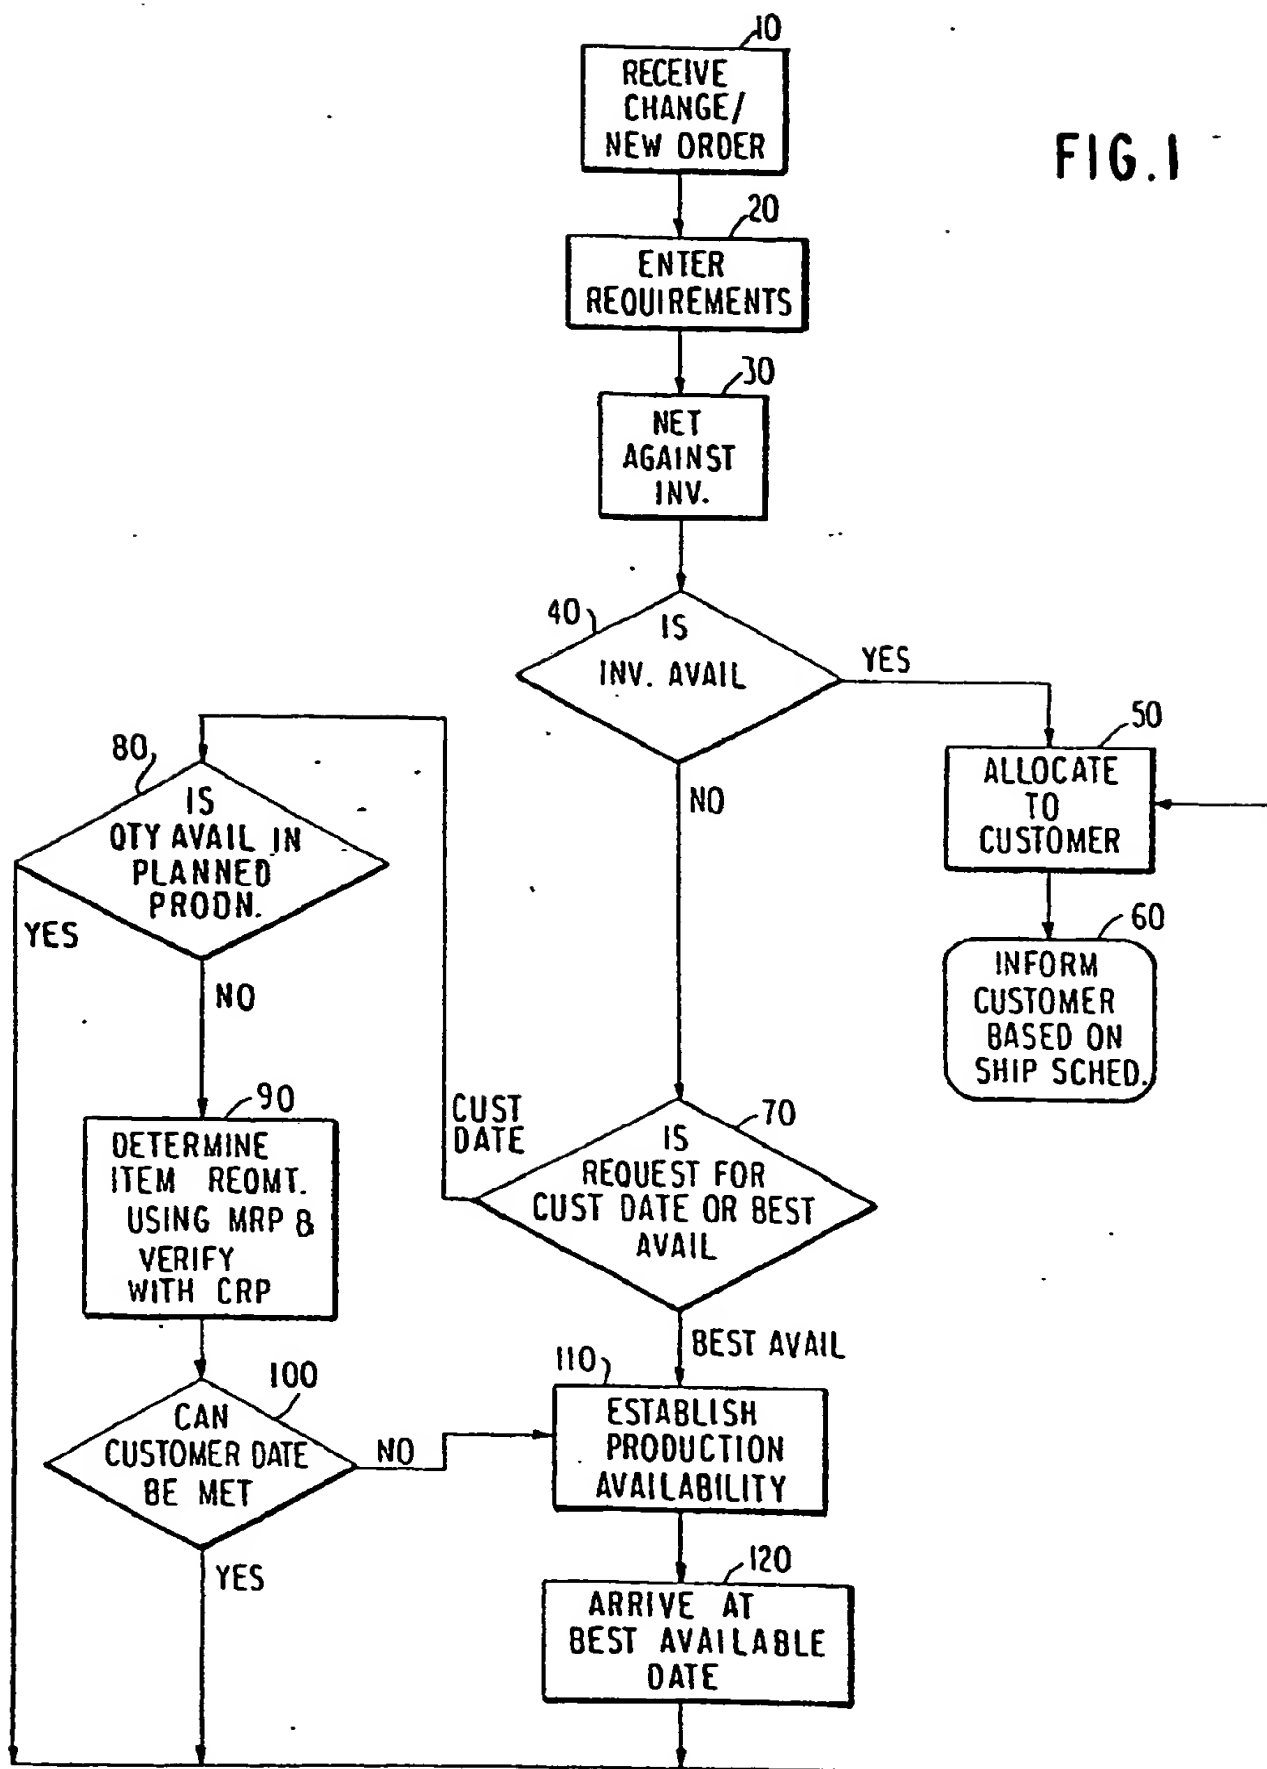 10
RECEIVE
CHANGE/
NEW ORDER
FIG.1
20
ENTER
REQUIREMENTS
30
NET
AGAINST
INV.
40
IS
INV. AVAIL
YES
NO
50
ALLOCATE
TO
CUSTOMER
60
INFORM
CUSTOMER
BASED ON
SHIP SCHED.
80
IS
QTY AVAIL IN
PLANNED
PRODN.
YES
NO
90
DETERMINE
ITEM REQMT.
USING MRP &
VERIFY
WITH CRP
CUST
DATE
70
IS
REQUEST FOR
CUST DATE OR BEST
AVAIL
BEST AVAIL
100
CAN
CUSTOMER DATE
BE MET
NO
YES
110
ESTABLISH
PRODUCTION
AVAILABILITY
120
ARRIVE AT
BEST AVAILABLE
DATE